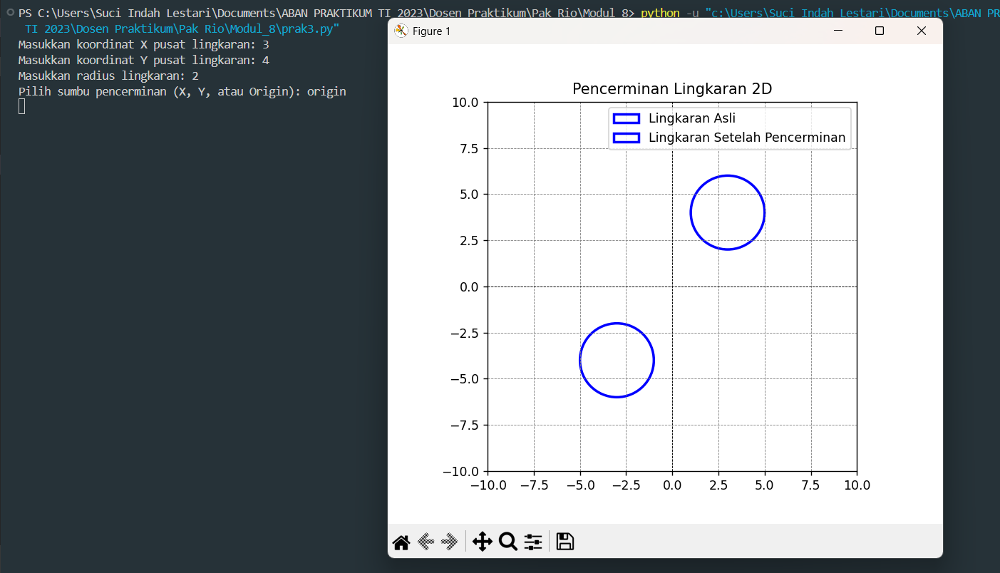 PS C:\Users\Suci Indah Lestari\Documents\ABAN PRAKTIKUM TI 2023\Dosen Praktikum\Pak Rio\Modul_8> python -u "c:\Users\Suci Indah Lestari\Documents\ABAN PR
TI 2023\Dosen Praktikum\Pak Rio\Modul_8\prak3.py"
Masukkan koordinat X pusat lingkaran: 3
Masukkan koordinat Y pusat lingkaran: 4
Masukkan radius lingkaran: 2
Pilih sumbu pencerminan (X, Y, atau Origin): origin
Figure 1
Pencerminan Lingkaran 2D
Lingkaran Asli
Lingkaran Setelah Pencerminan
10.0
7.5
5.0
2.5
0.0
−2.5
−5.0
−7.5
−10.0
−10.0 −7.5 −5.0 −2.5 0.0 2.5 5.0 7.5 10.0